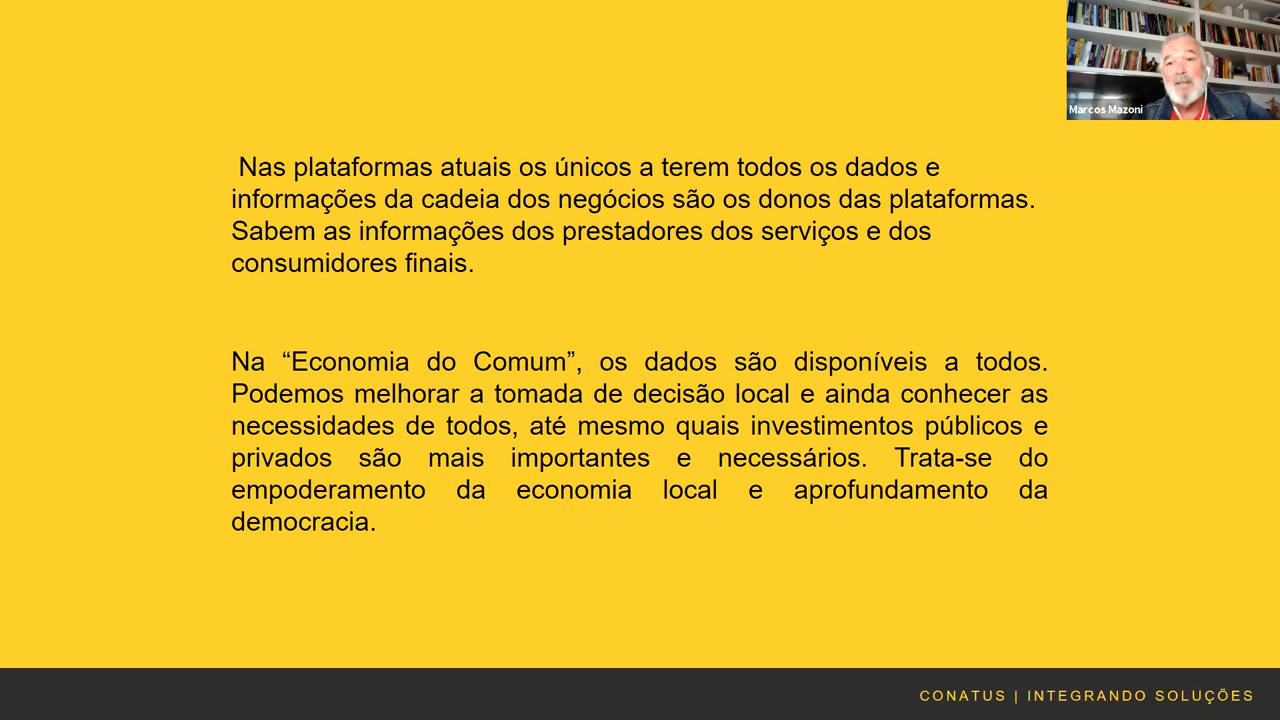 Marcos Mazoni
Nas plataformas atuais os únicos a terem todos os dados e
informações da cadeia dos negócios são os donos das plataformas.
Sabem as informações dos prestadores dos serviços e dos
consumidores finais.
Na “Economia do Comum”, os dados são disponíveis a todos.
Podemos melhorar a tomada de decisão local e ainda conhecer as
necessidades de todos, até mesmo quais investimentos públicos e
privados são mais importantes e necessários. Trata-se do
empoderamento da economia local e aprofundamento da
democracia.
CONATUS | INTEGRANDO SOLUÇÕES